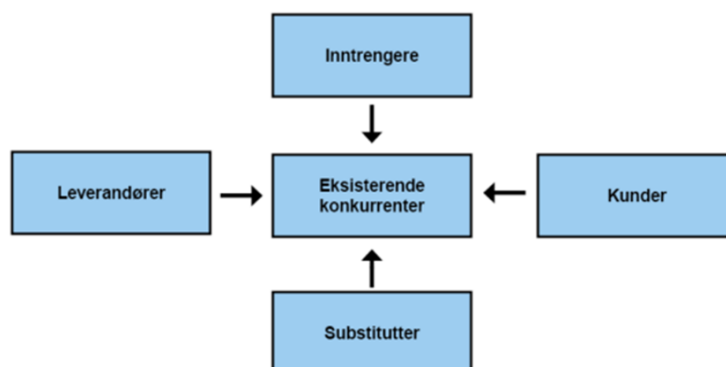 Inntrengere
Leverandører
Eksisterende
konkurrenter
Kunder
Substitutter